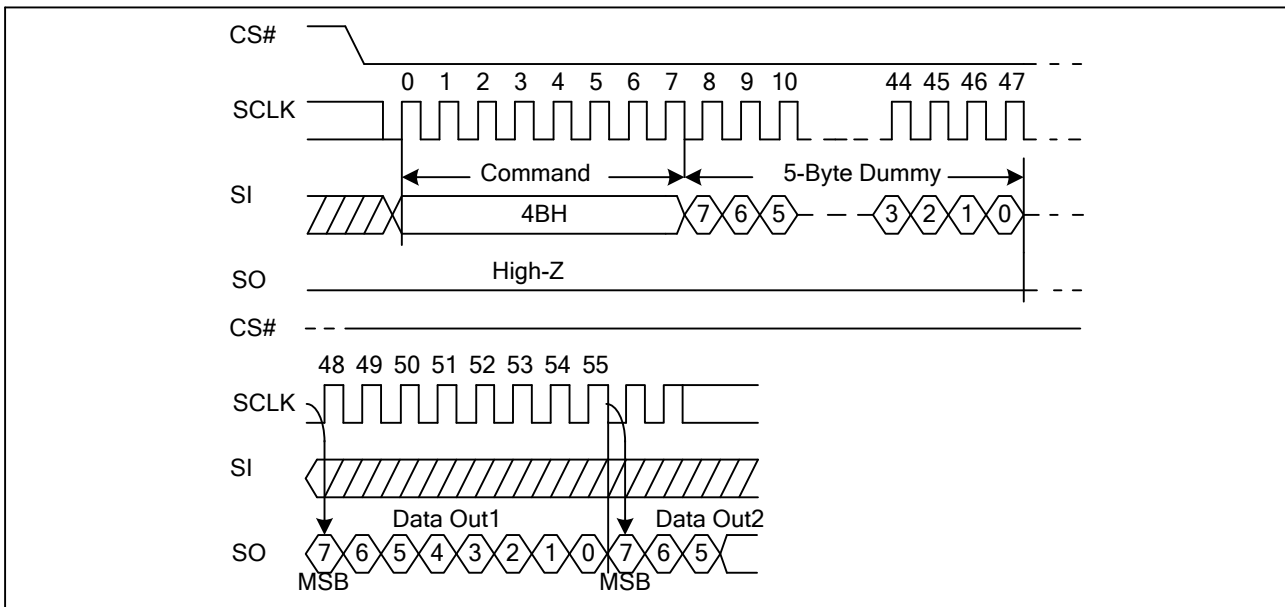 CS#
0 1 2 3 4 5 6 7 8 9 10 44 45 46 47
SCLK
Command 5-Byte Dummy
SI
4BH 7 6 5 3 2 1 0
High-Z
SO
CS#
48 49 50 51 52 53 54 55
SCLK
SI
Data Out1 Data Out2
SO 7 6 5 4 3 2 1 0 7 6 5
MSB MSB